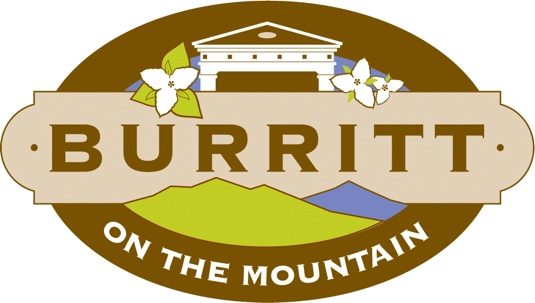 · BURRITT ·
ON THE MOUNTAIN